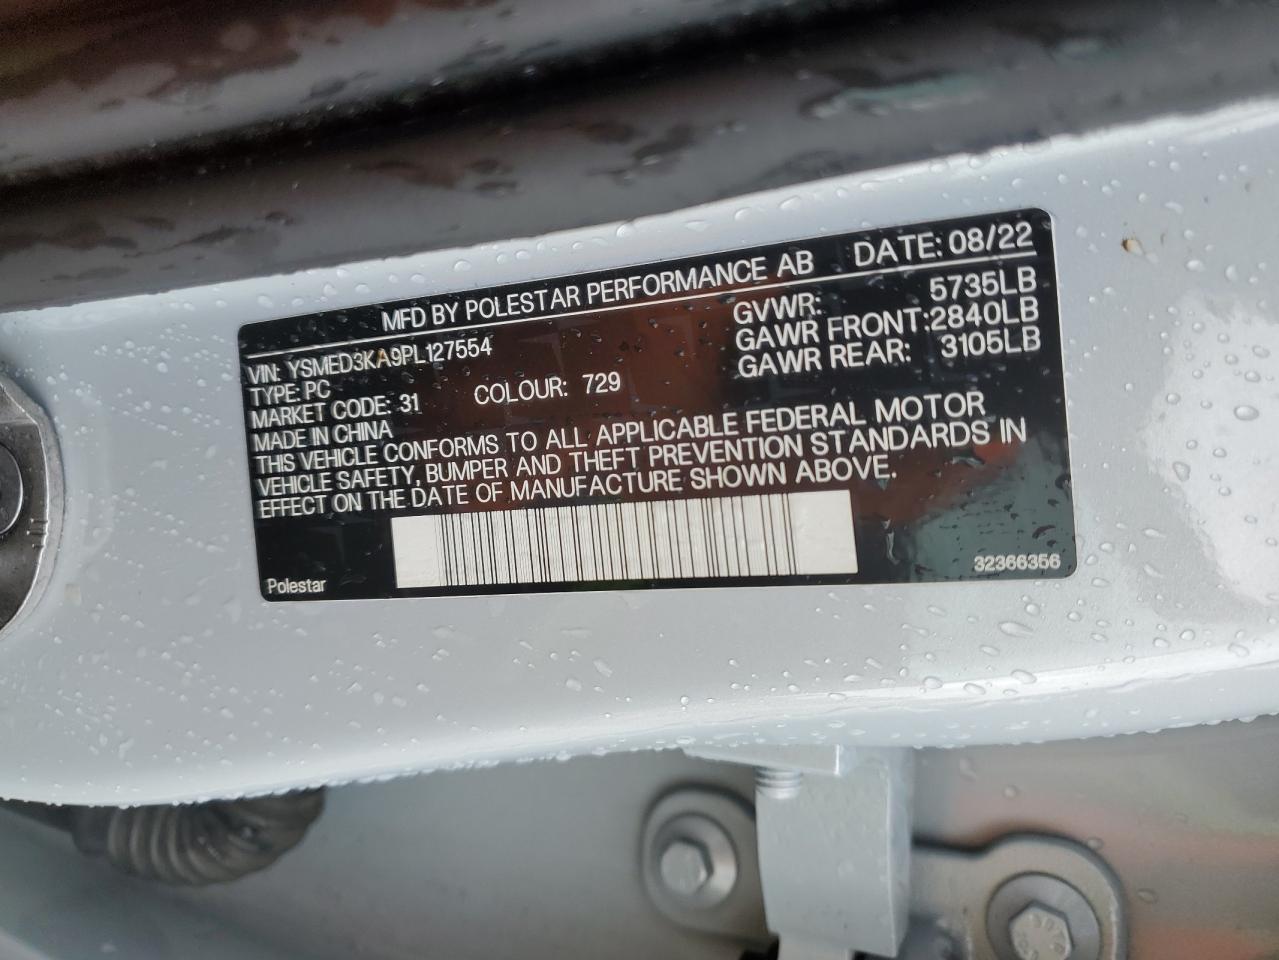 MFD BY POLESTAR PERFORMANCE AB DATE: 08/22
VIN: YSMED3KA9PL127554 GVWR: 5735LB
TYPE: PC GAWR FRONT: 2840LB
MARKET CODE: 31 COLOUR: 729 GAWR REAR: 3105LB
MADE IN CHINA
THIS VEHICLE CONFORMS TO ALL APPLICABLE FEDERAL MOTOR
VEHICLE SAFETY, BUMPER AND THEFT PREVENTION STANDARDS IN
EFFECT ON THE DATE OF MANUFACTURE SHOWN ABOVE.
Polestar 32366356